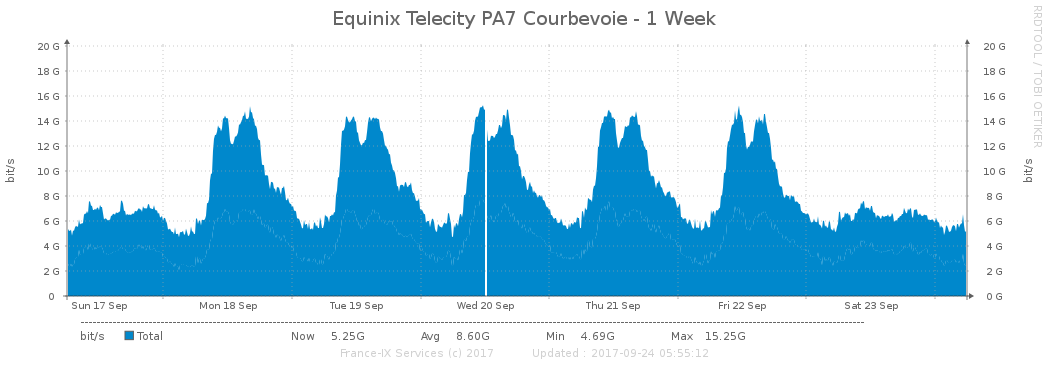 Equinix Telecity PA7 Courbevoie - 1 Week
RRDTOOL / TOBI OETIKER
bit/s
20 G 20 G
18 G 18 G
16 G 16 G
14 G 14 G
12 G 12 G
10 G 10 G
8 G 8 G
6 G 6 G
4 G 4 G
2 G 2 G
0 0 G
bit/s
Sun 17 Sep Mon 18 Sep Tue 19 Sep Wed 20 Sep Thu 21 Sep Fri 22 Sep Sat 23 Sep
bit/s Total Now 5.25G Avg 8.60G Min 4.69G Max 15.25G
France-IX Services (c) 2017 Updated : 2017-09-24 05:55:12